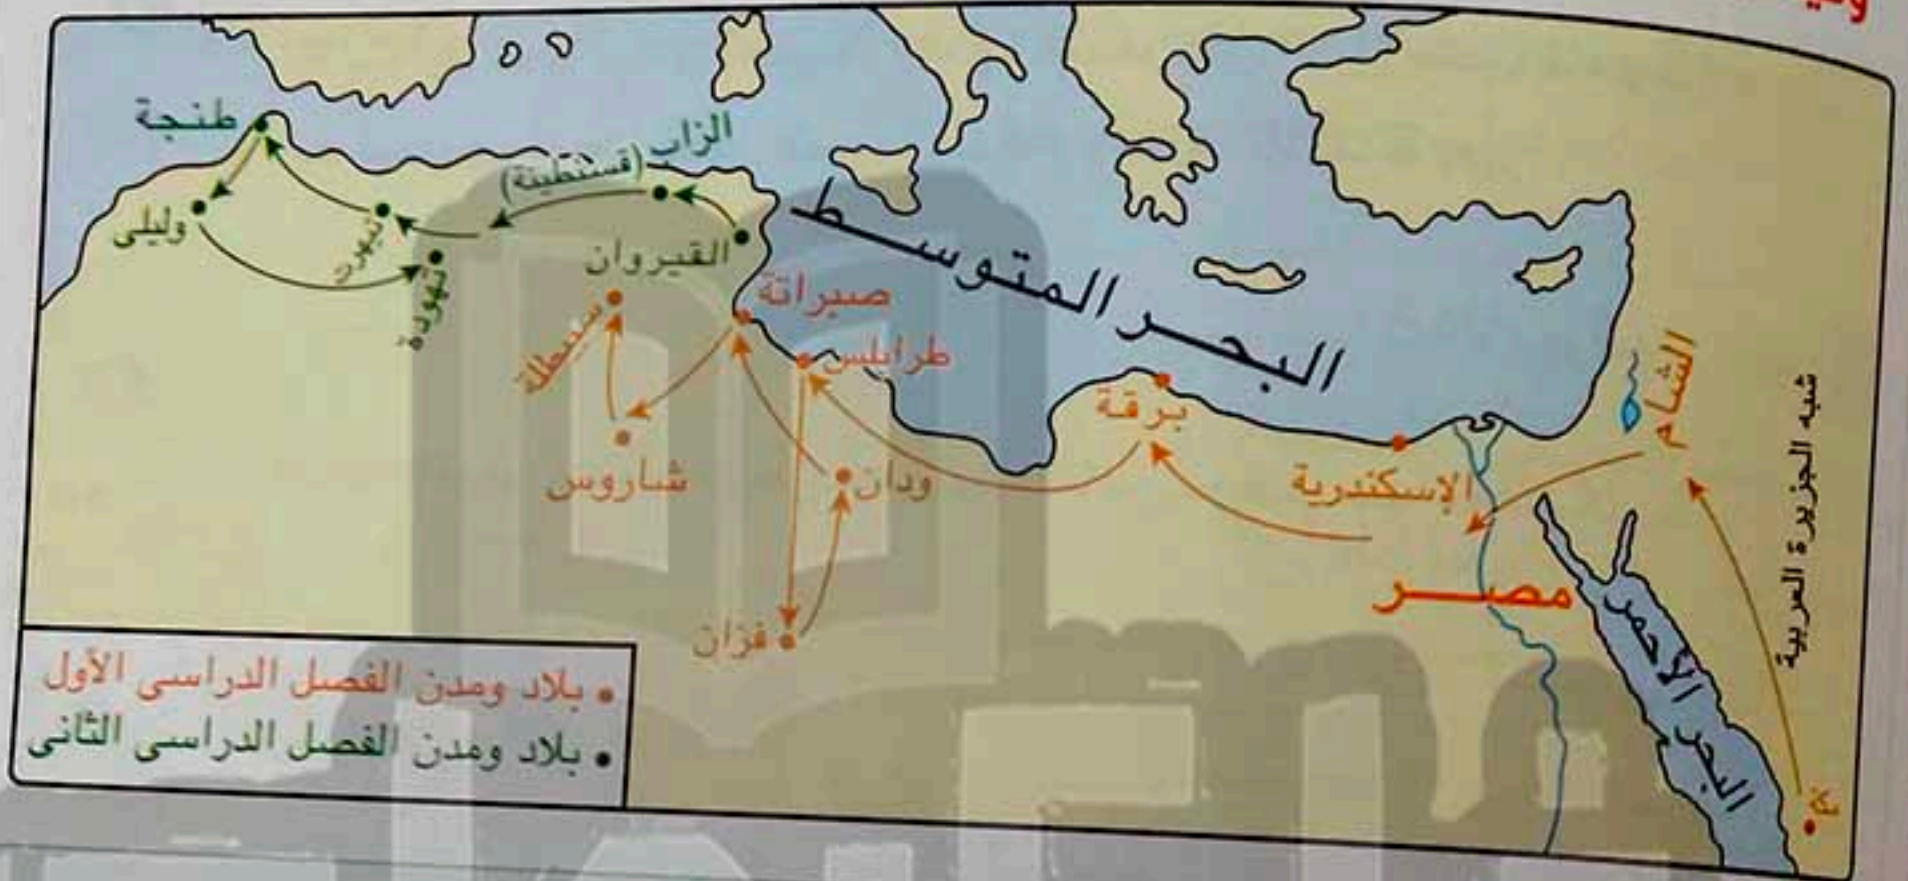 طنجة
الزاب
(قسنطينة)
وليلى
تيهرت
تهودة
القيروان
سبيطلة
صبراتة
طرابلس
شاروس
ودان
فزان
البحر المتوسط
برقة
الإسكندرية
الشام
مصر
شبه الجزيرة العربية
البحر الأحمر
مكة
بلاد ومدن الفصل الدراسى الأول
بلاد ومدن الفصل الدراسى الثانى